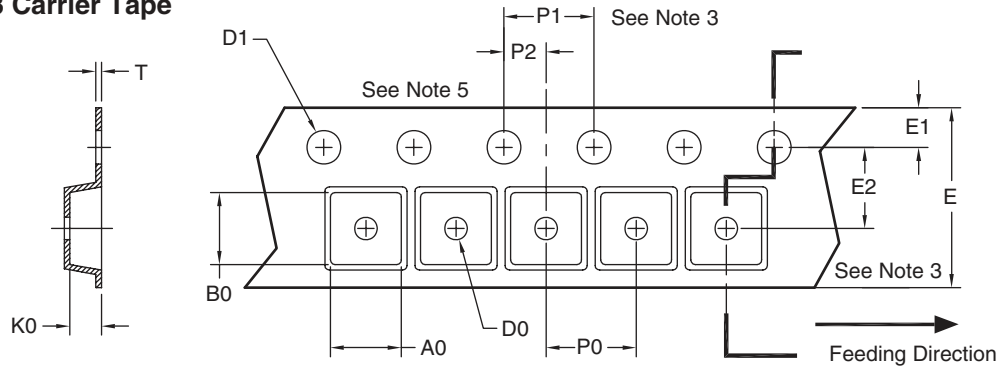 Carrier Tape
P1
See Note 3
D1
P2
T
See Note 5
E1
E2
E
B0
See Note 3
K0
D0
A0
P0
Feeding Direction